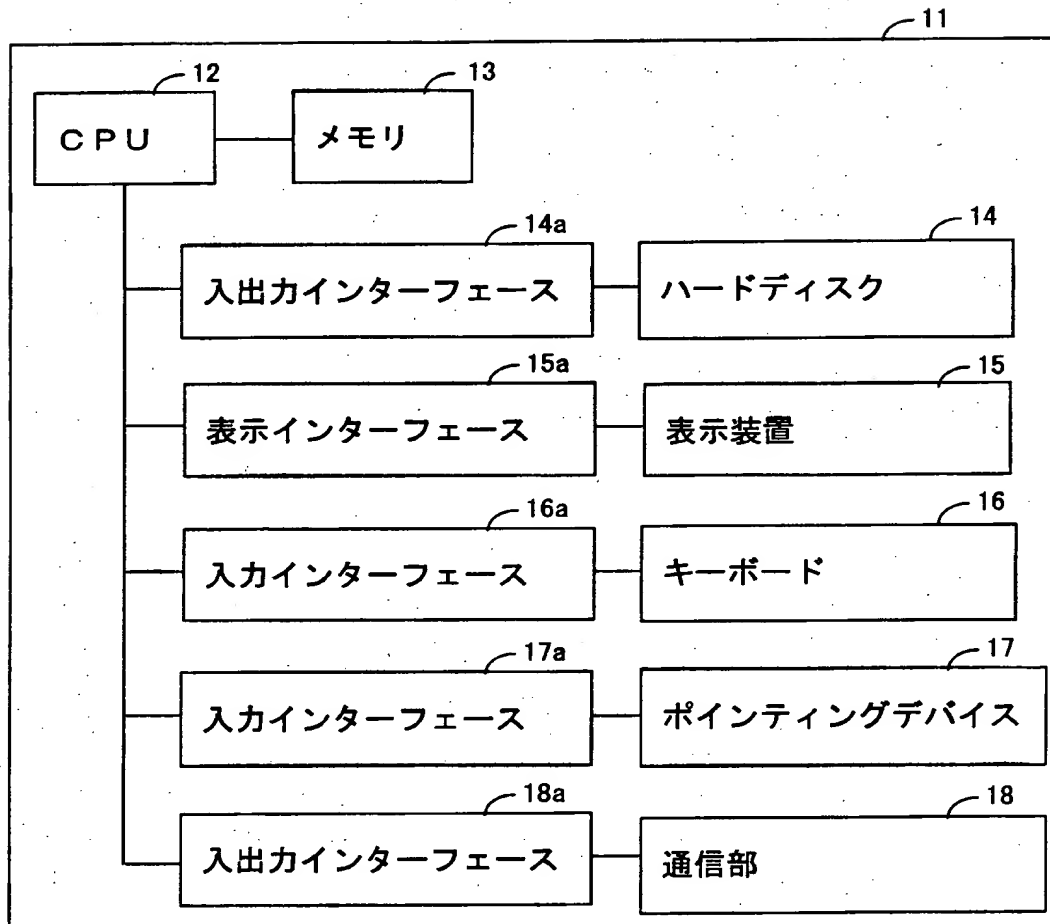 11
12
13
ＣＰＵ
メモリ
14a
14
入出力インターフェース
ハードディスク
15a
15
表示インターフェース
表示装置
16a
16
入力インターフェース
キーボード
17a
17
入力インターフェース
ポインティングデバイス
18a
18
入出力インターフェース
通信部